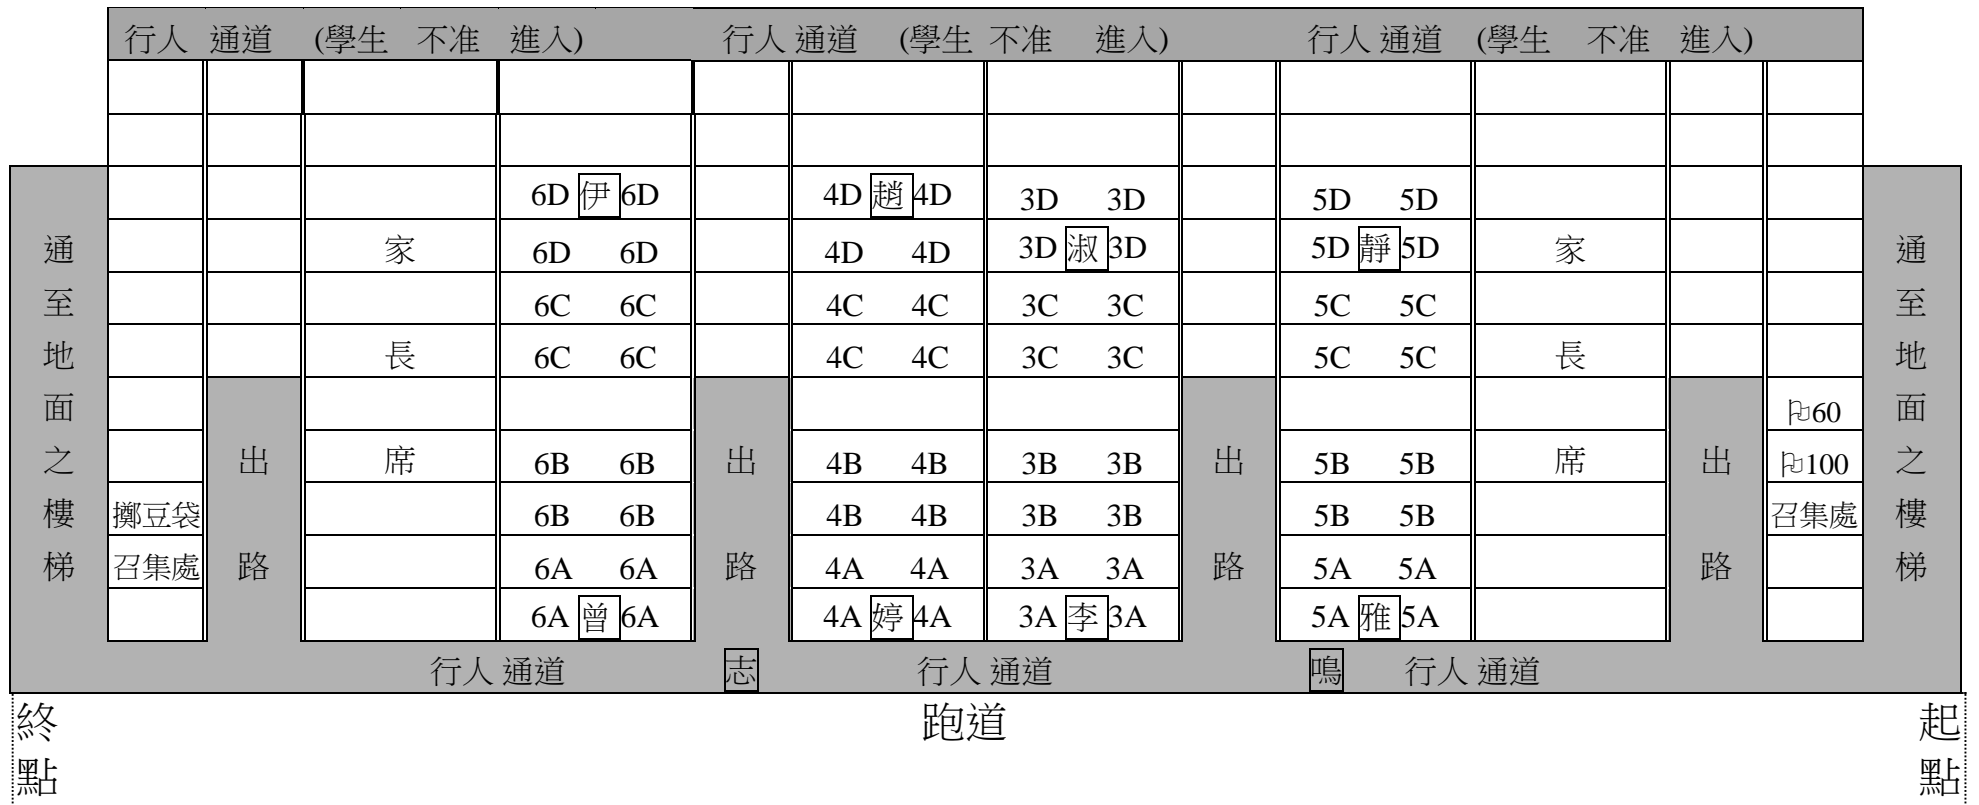 行人 通道 (學生 不准 進入) 行人 通道 (學生 不准 進入) 行人 通道 (學生 不准 進入)
6D 伊 6D 4D 趙 4D 3D 3D 5D 5D
通 家 6D 6D 4D 4D 3D 淑 3D 5D 靜 5D 家 通
至 6C 6C 4C 4C 3C 3C 5C 5C 至
地 長 6C 6C 4C 4C 3C 3C 5C 5C 長 地
面 60 面
之 出 席 6B 6B 出 4B 4B 3B 3B 出 5B 5B 席 出 100 之
樓 擲豆袋 6B 6B 4B 4B 3B 3B 5B 5B 召集處 樓
梯 召集處 路 6A 6A 路 4A 4A 3A 3A 路 5A 5A 路 梯
6A 曾 6A 4A 婷 4A 3A 李 3A 5A 雅 5A
行人 通道 志 行人 通道 鳴 行人 通道
終 跑道 起
點 點